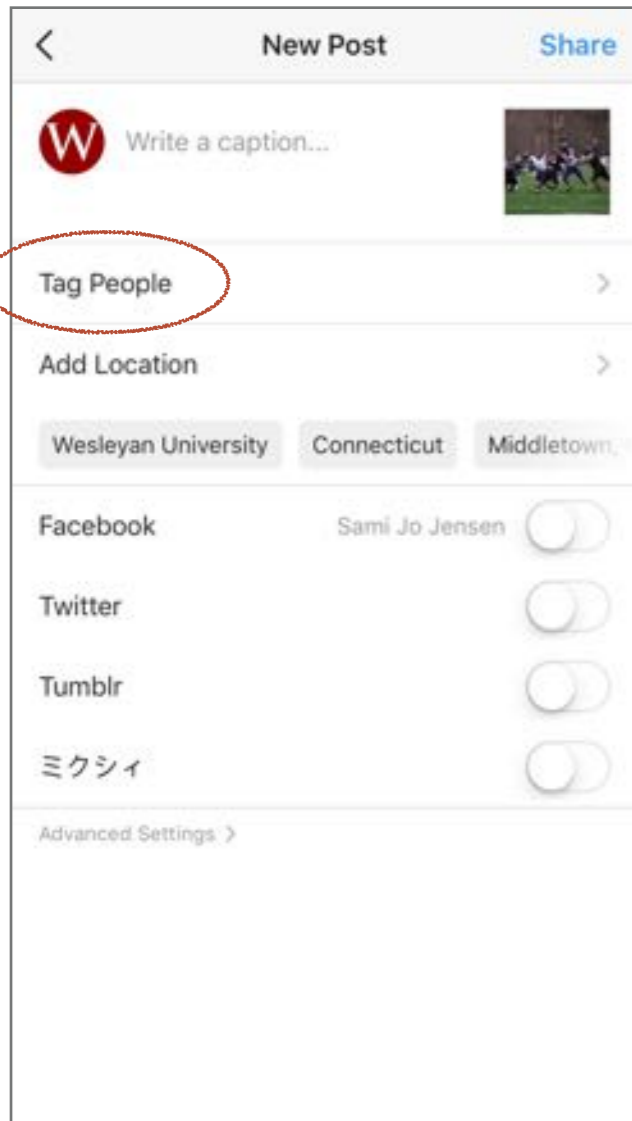 New Post Share
W Write a caption...
Tag People
Add Location
Wesleyan University Connecticut Middletown,
Facebook Sami Jo Jensen
Twitter
Tumblr
ミクシィ
Advanced Settings